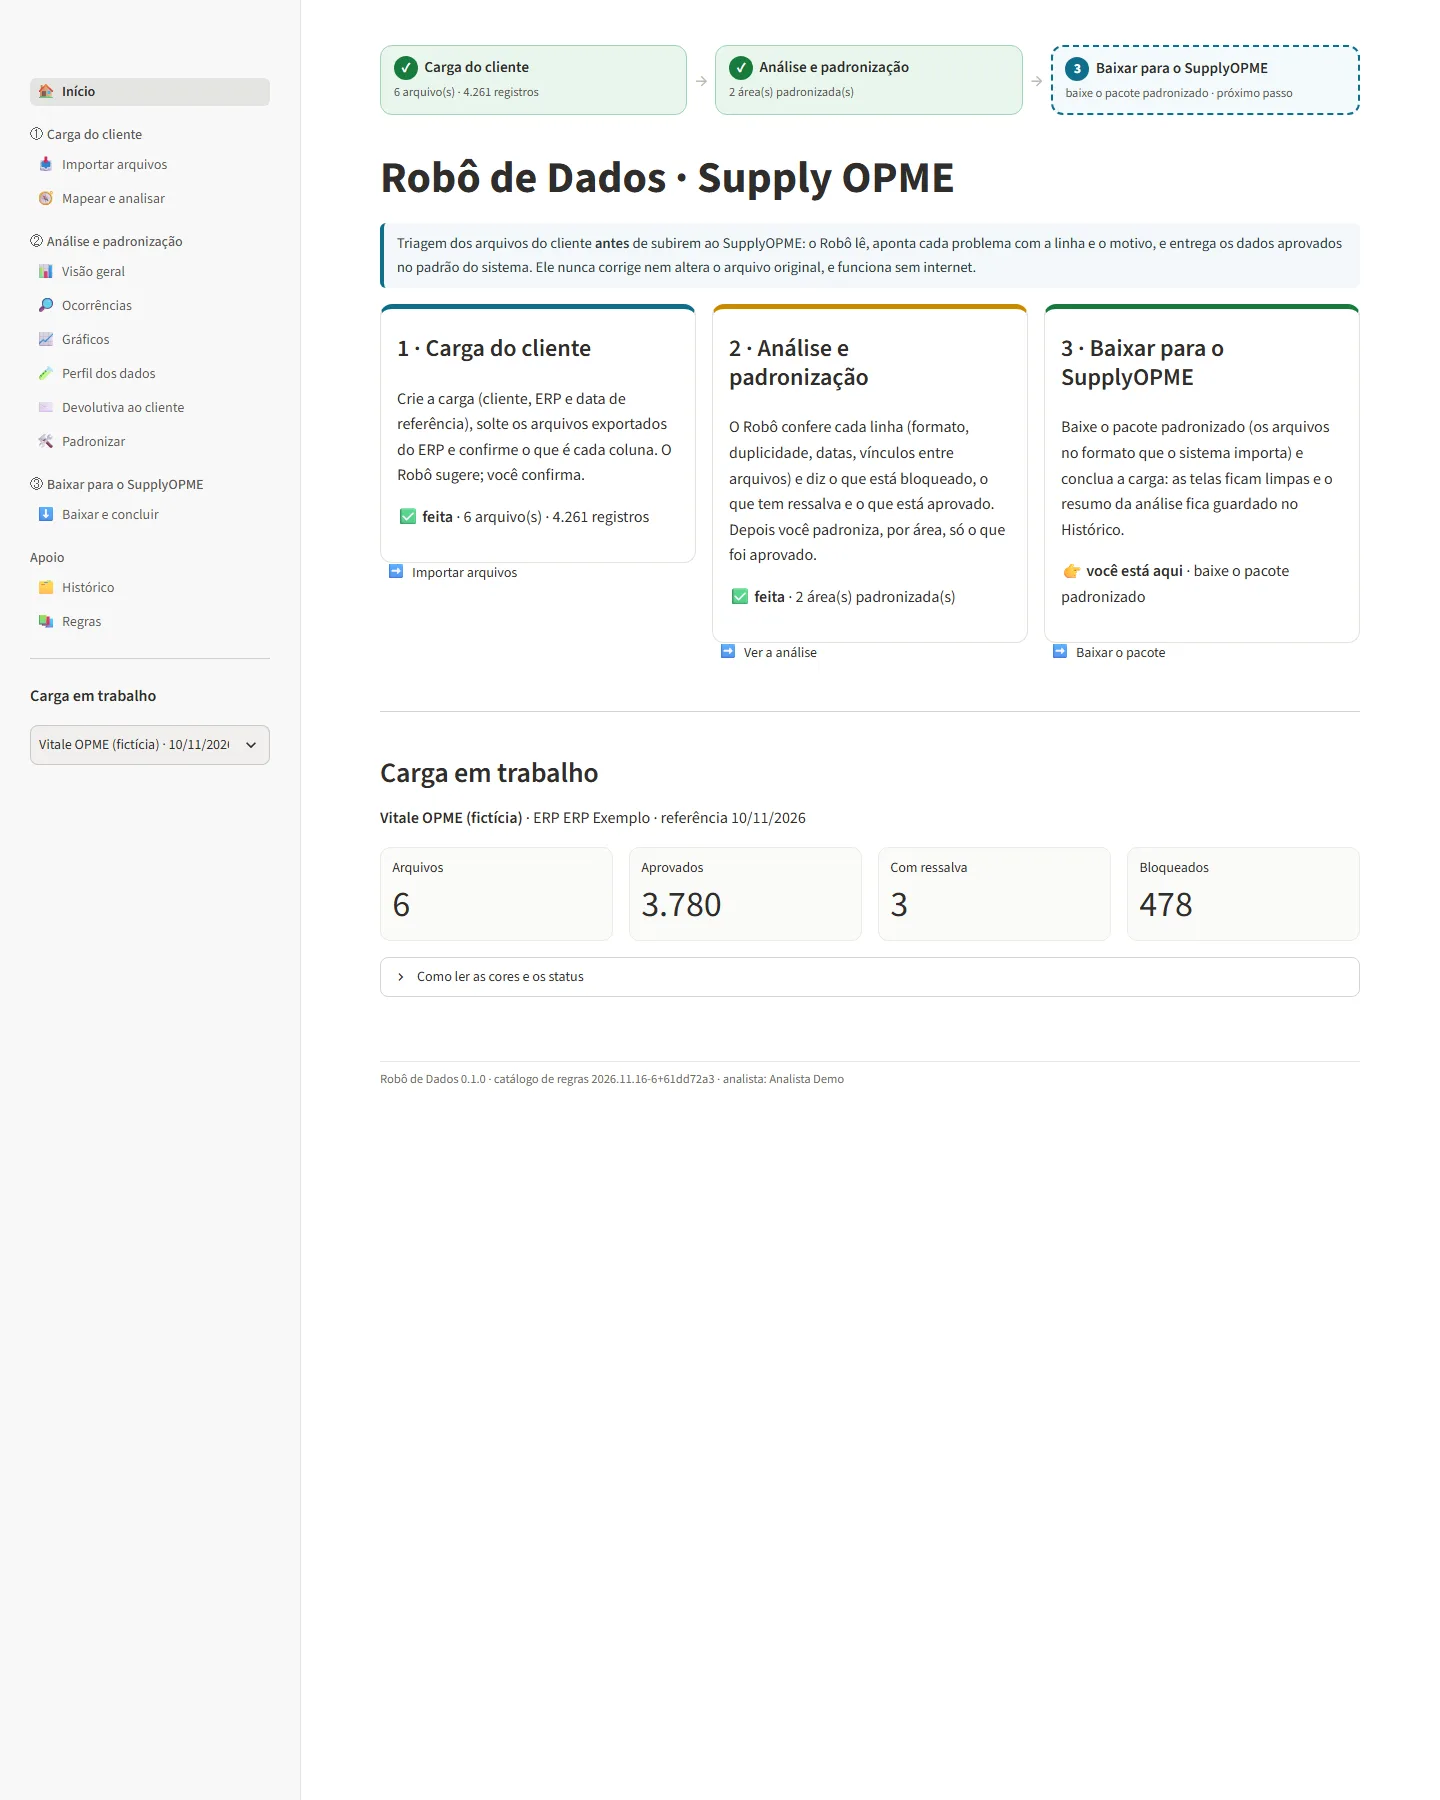 Início
① Carga do cliente
Importar arquivos
Mapear e analisar
② Análise e padronização
Visão geral
Ocorrências
Gráficos
Perfil dos dados
Devolutiva ao cliente
Padronizar
③ Baixar para o SupplyOPME
Baixar e concluir
Apoio
Histórico
Regras
Carga em trabalho
Vitale OPME (fictícia) · 10/11/202
✓ Carga do cliente
6 arquivo(s) · 4.261 registros
→
✓ Análise e padronização
2 área(s) padronizada(s)
→
3 Baixar para o SupplyOPME
baixe o pacote padronizado · próximo passo
Robô de Dados · Supply OPME
Triagem dos arquivos do cliente antes de subirem ao SupplyOPME: o Robô lê, aponta cada problema com a linha e o motivo, e entrega os dados aprovados
no padrão do sistema. Ele nunca corrige nem altera o arquivo original, e funciona sem internet.
1 · Carga do cliente
Crie a carga (cliente, ERP e data de
referência), solte os arquivos exportados
do ERP e confirme o que é cada coluna. O
Robô sugere; você confirma.
✅ feita · 6 arquivo(s) · 4.261 registros
➡️ Importar arquivos
2 · Análise e
padronização
O Robô confere cada linha (formato,
duplicidade, datas, vínculos entre
arquivos) e diz o que está bloqueado, o
que tem ressalva e o que está aprovado.
Depois você padroniza, por área, só o que
foi aprovado.
✅ feita · 2 área(s) padronizada(s)
➡️ Ver a análise
3 · Baixar para o
SupplyOPME
Baixe o pacote padronizado (os arquivos
no formato que o sistema importa) e
conclua a carga: as telas ficam limpas e o
resumo da análise fica guardado no
Histórico.
👉 você está aqui · baixe o pacote
padronizado
➡️ Baixar o pacote
Carga em trabalho
Vitale OPME (fictícia) · ERP ERP Exemplo · referência 10/11/2026
Arquivos
6
Aprovados
3.780
Com ressalva
3
Bloqueados
478
Como ler as cores e os status
Robô de Dados 0.1.0 · catálogo de regras 2026.11.16-6+61dd72a3 · analista: Analista Demo